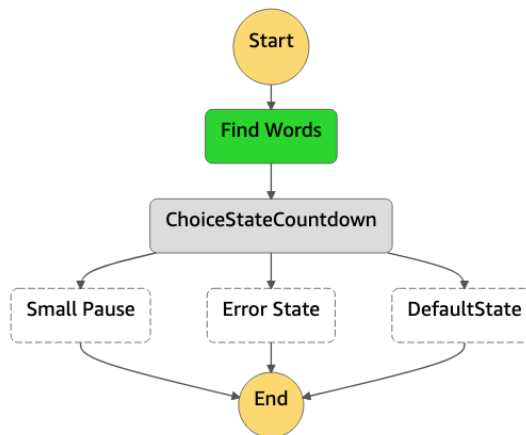 Start
Find Words
ChoiceStateCountdown
Small Pause
Error State
DefaultState
End